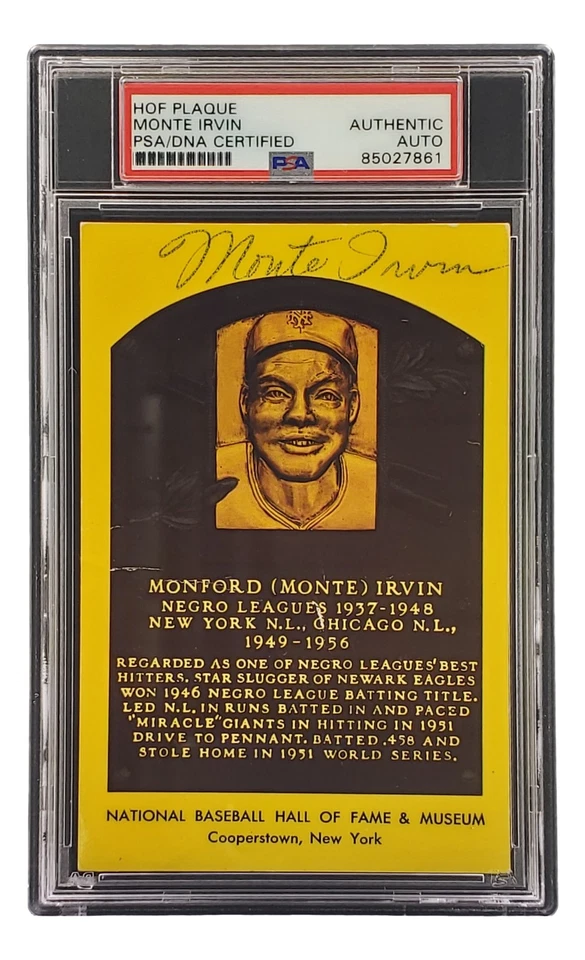 HOF PLAQUE
MONTE IRVIN
PSA/DNA CERTIFIED
AUTHENTIC
AUTO
85027861
PSA
Monte Irvin
NY
MONFORD (MONTE) IRVIN
NEGRO LEAGUES 1937-1948
NEW YORK N.L., CHICAGO N.L.,
1949-1956
REGARDED AS ONE OF NEGRO LEAGUES' BEST
HITTERS. STAR SLUGGER OF NEWARK EAGLES
WON 1946 NEGRO LEAGUE BATTING TITLE.
LED N.L. IN RUNS BATTED IN AND PACED
"MIRACLE" GIANTS IN HITTING IN 1951
DRIVE TO PENNANT. BATTED .458 AND
STOLE HOME IN 1951 WORLD SERIES.
NATIONAL BASEBALL HALL OF FAME & MUSEUM
Cooperstown, New York